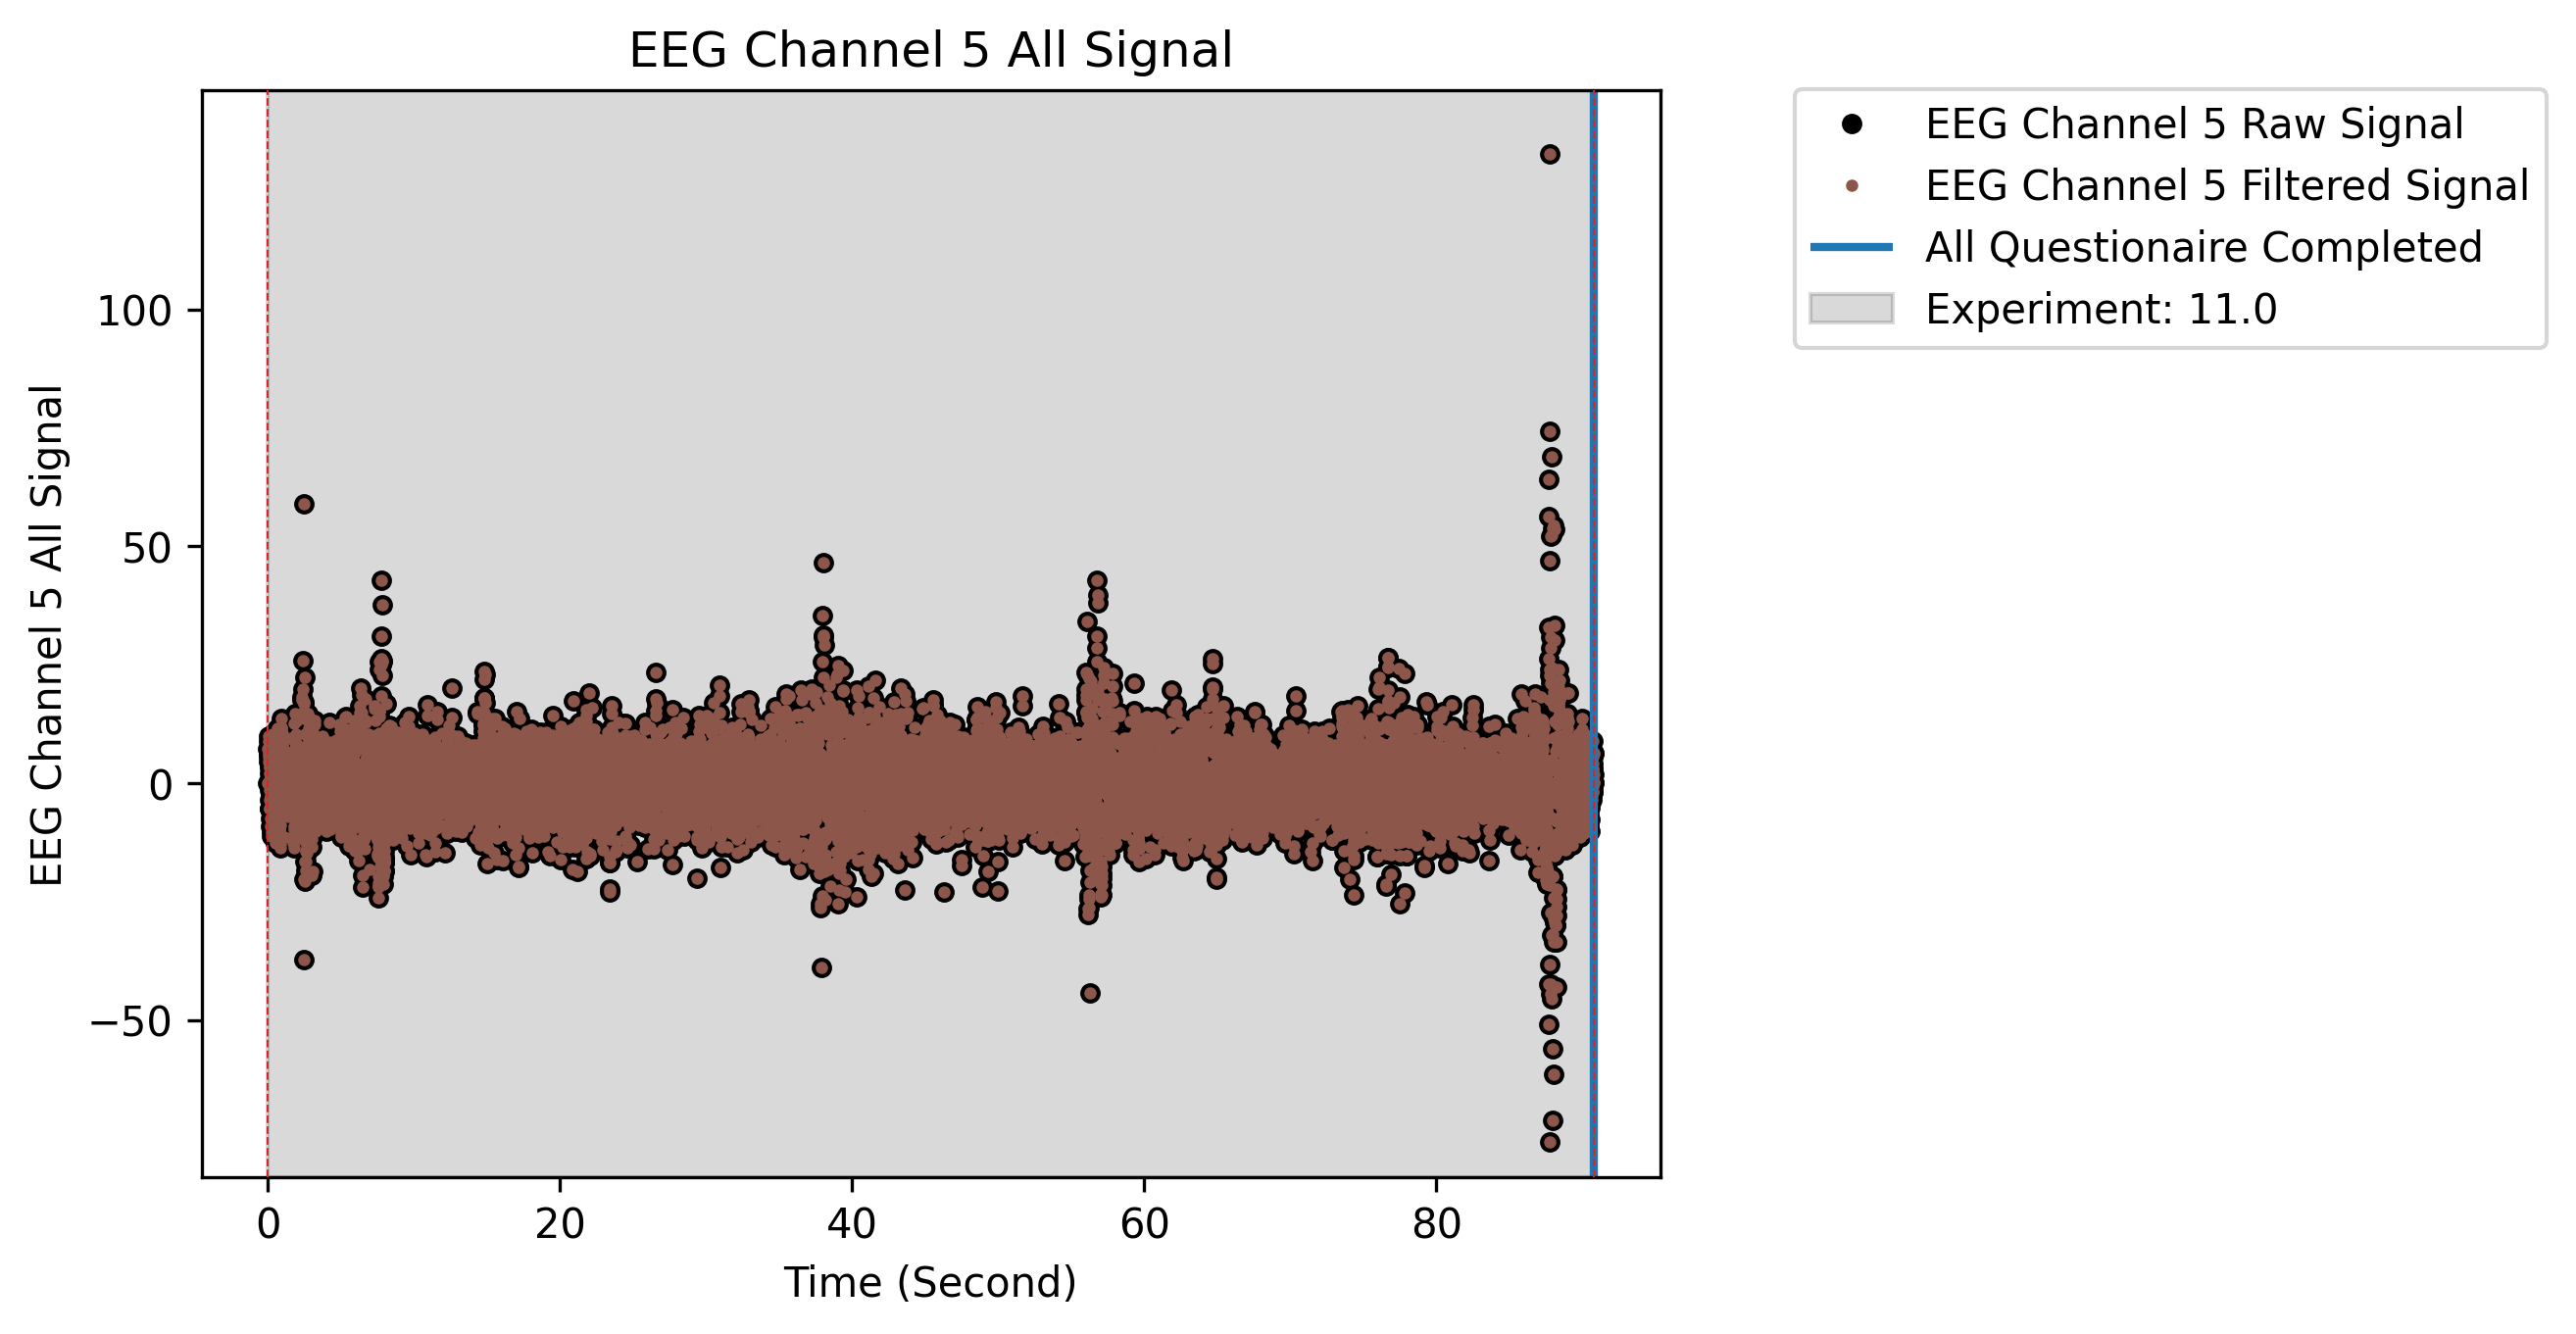 EEG Channel 5 All Signal
EEG Channel 5 Raw Signal
EEG Channel 5 Filtered Signal
All Questionaire Completed
Experiment: 11.0
EEG Channel 5 All Signal
100
50
0
−50
0 20 40 60 80
Time (Second)